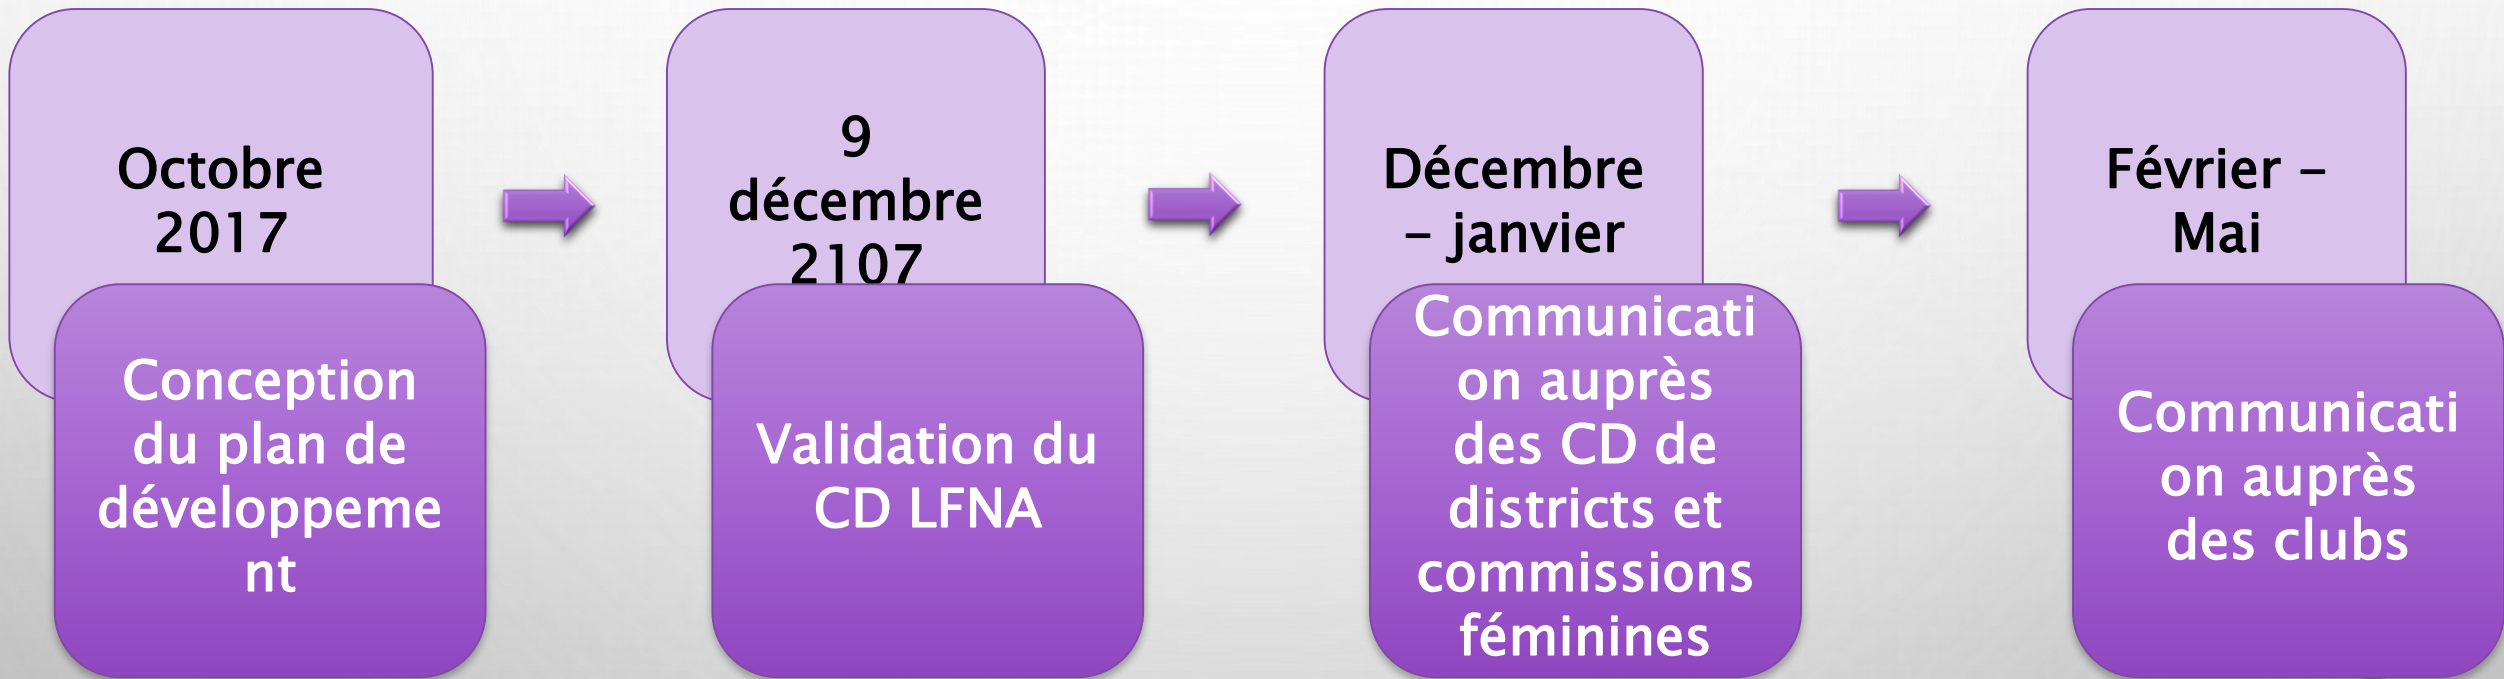 Octobre
2017
Conception
du plan de
développeme
nt
9
décembre
2107
Validation du
CD LFNA
Décembre
– janvier
Communicati
on auprès
des CD de
districts et
commissions
féminines
Février –
Mai
Communicati
on auprès
des clubs